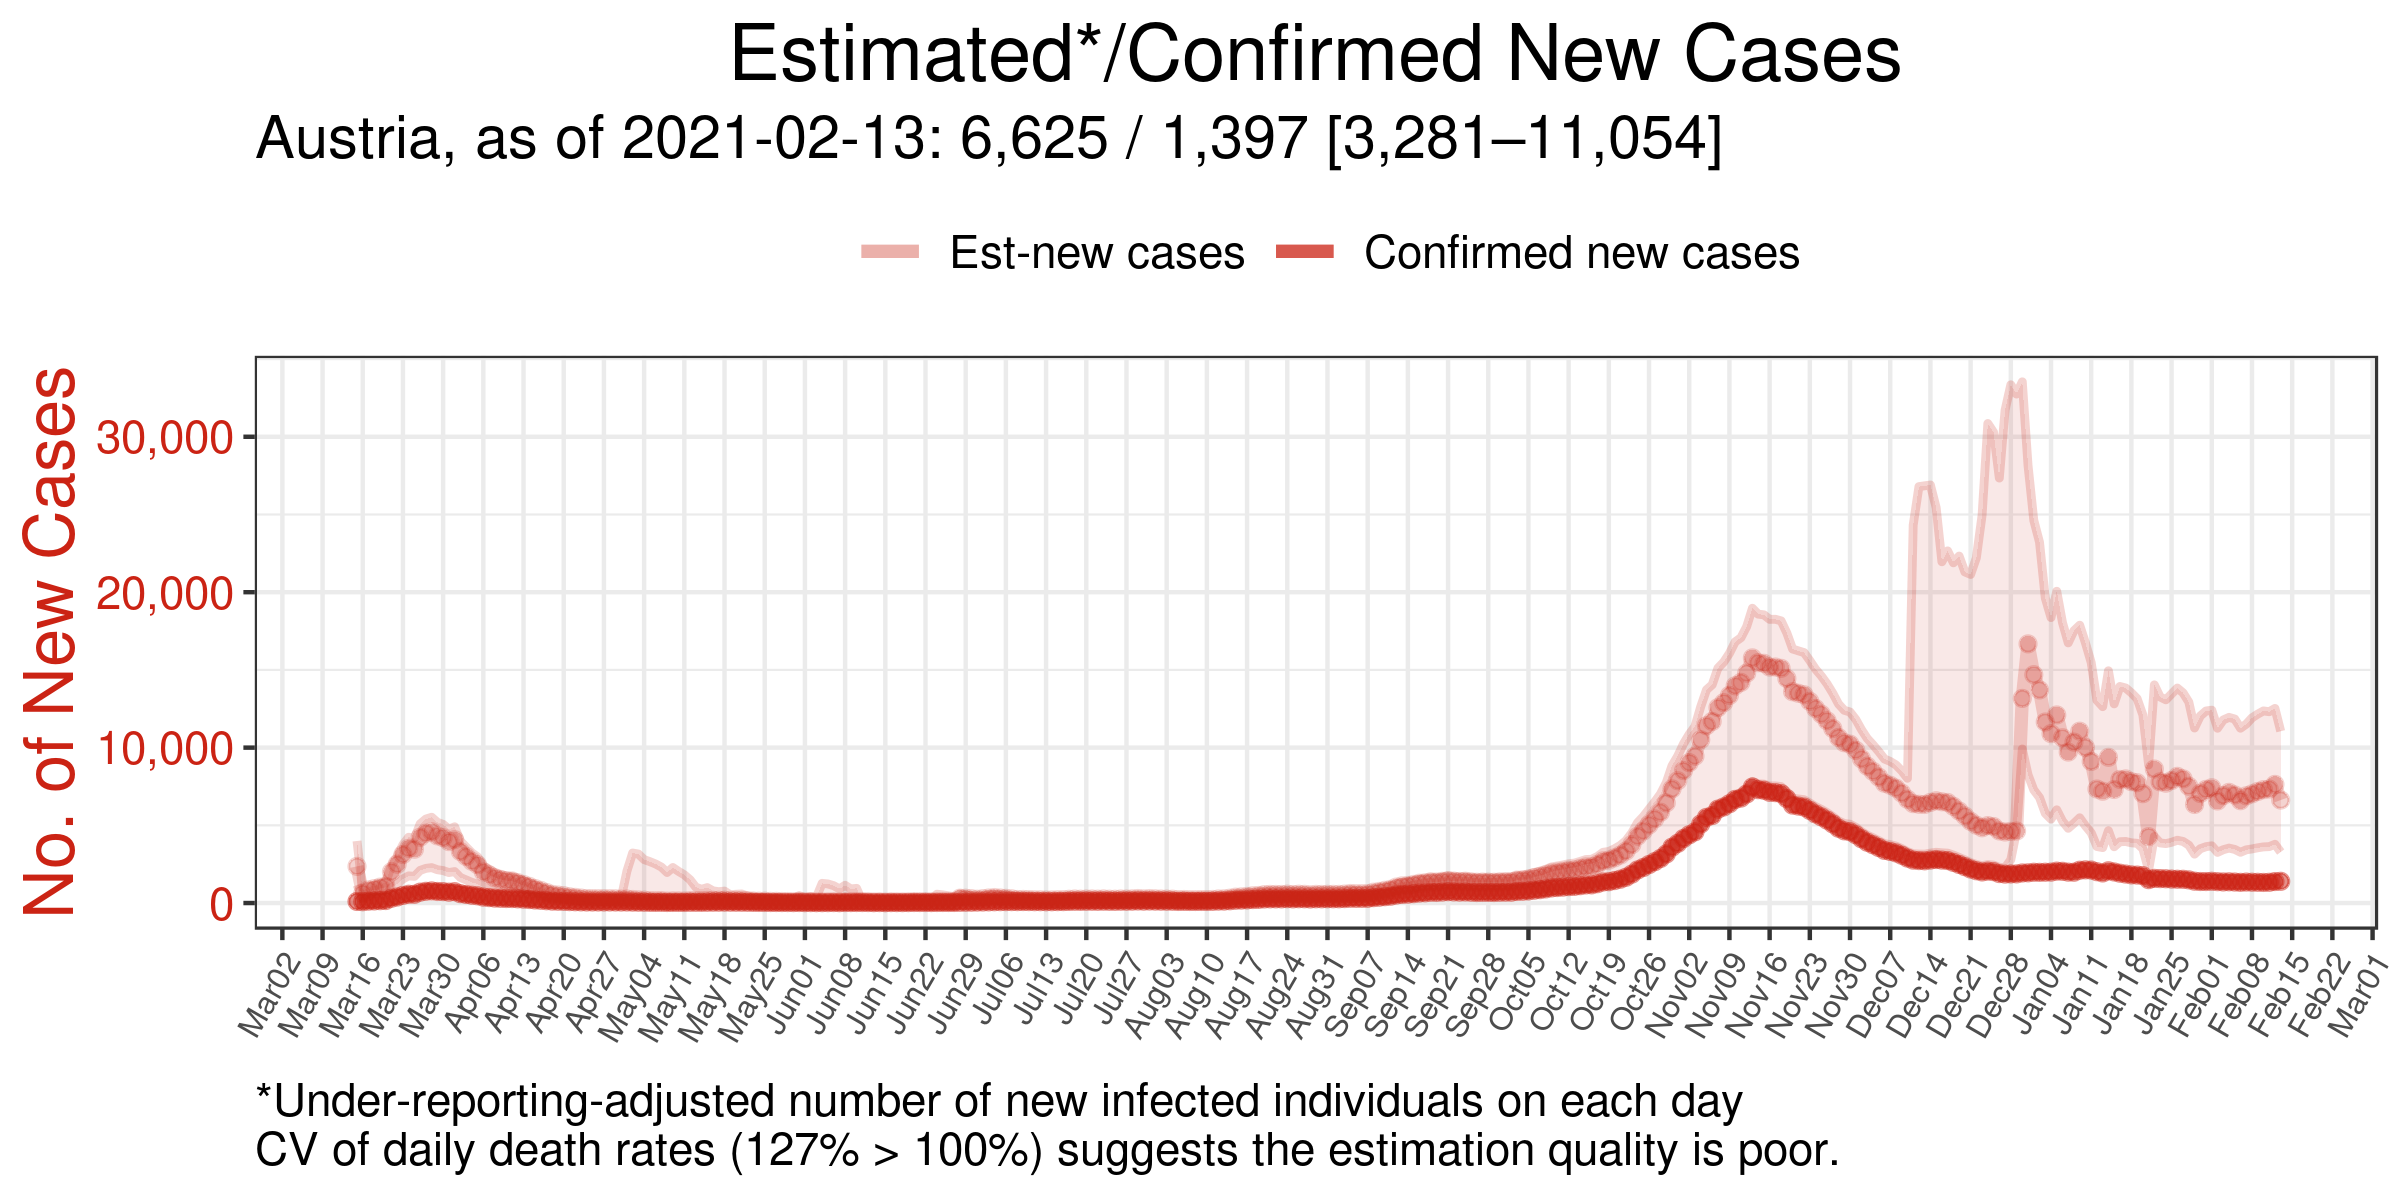 Estimated*/Confirmed New Cases
Austria, as of 2021-02-13: 6,625 / 1,397 [3,281–11,054]
Est-new cases Confirmed new cases
No. of New Cases
30,000
20,000
10,000
0
Mar02 Mar09 Mar16 Mar23 Mar30 Apr06 Apr13 Apr20 Apr27 May04 May11 May18 May25 Jun01 Jun08 Jun15 Jun22 Jun29 Jul06 Jul13 Jul20 Jul27 Aug03 Aug10 Aug17 Aug24 Aug31 Sep07 Sep14 Sep21 Sep28 Oct05 Oct12 Oct19 Oct26 Nov02 Nov09 Nov16 Nov23 Nov30 Dec07 Dec14 Dec21 Dec28 Jan04 Jan11 Jan18 Jan25 Feb01 Feb08 Feb15 Feb22 Mar01
*Under-reporting-adjusted number of new infected individuals on each day
CV of daily death rates (127% > 100%) suggests the estimation quality is poor.